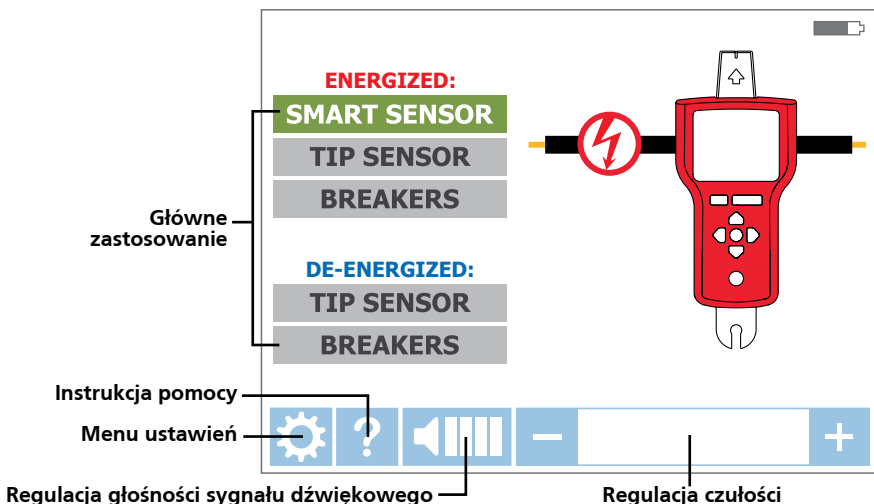 ENERGIZED:
SMART SENSOR
TIP SENSOR
BREAKERS
Główne
zastosowanie
DE-ENERGIZED:
TIP SENSOR
BREAKERS
Instrukcja pomocy
Menu ustawień
?
Regulacja głośności sygnału dźwiękowego
Regulacja czułości